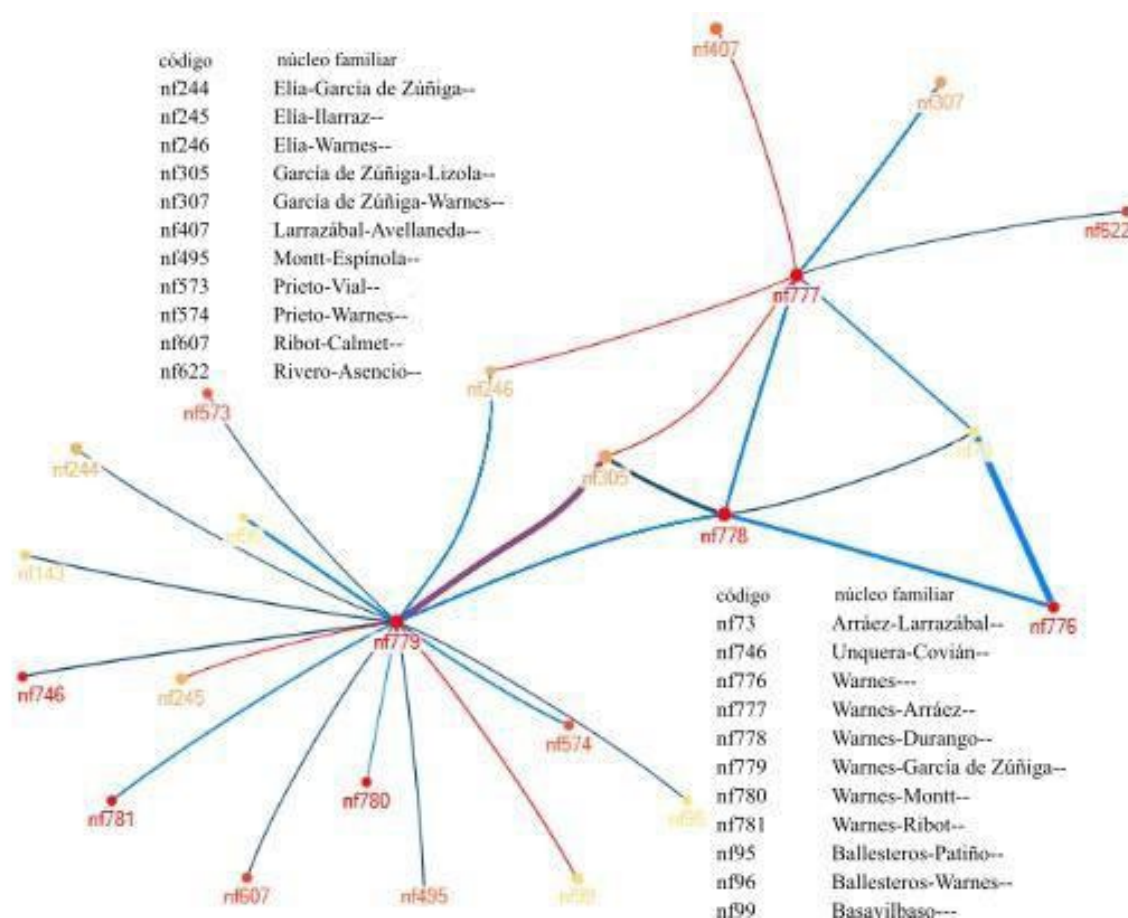 código núcleo familiar
nf244 Elía-García de Zúñiga--
nf245 Elía-Ilarraz--
nf246 Elía-Warnes--
nf305 García de Zúñiga-Lizola--
nf307 García de Zúñiga-Warnes--
nf407 Larrazábal-Avellaneda--
nf495 Montt-Espínola--
nf573 Prieto-Vial--
nf574 Prieto-Warnes--
nf607 Ribot-Calmet--
nf622 Rivero-Asencio--
nf407
nf307
nf622
nf777
nf246
nf573
nf244
nf305
nf778
nf143
nf779
nf776
nf746
nf245
nf574
nf780
nf781
nf95
nf607
nf495
nf99
código núcleo familiar
nf73 Arráez-Larrazábal--
nf746 Unquera-Covián--
nf776 Warnes---
nf777 Warnes-Arráez--
nf778 Warnes-Durango--
nf779 Warnes-García de Zúñiga--
nf780 Warnes-Montt--
nf781 Warnes-Ribot--
nf95 Ballesteros-Patiño--
nf96 Ballesteros-Warnes--
nf99 Basavilbaso---